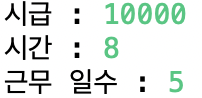 시급 : 10000
시간 : 8
근무 일수 : 5